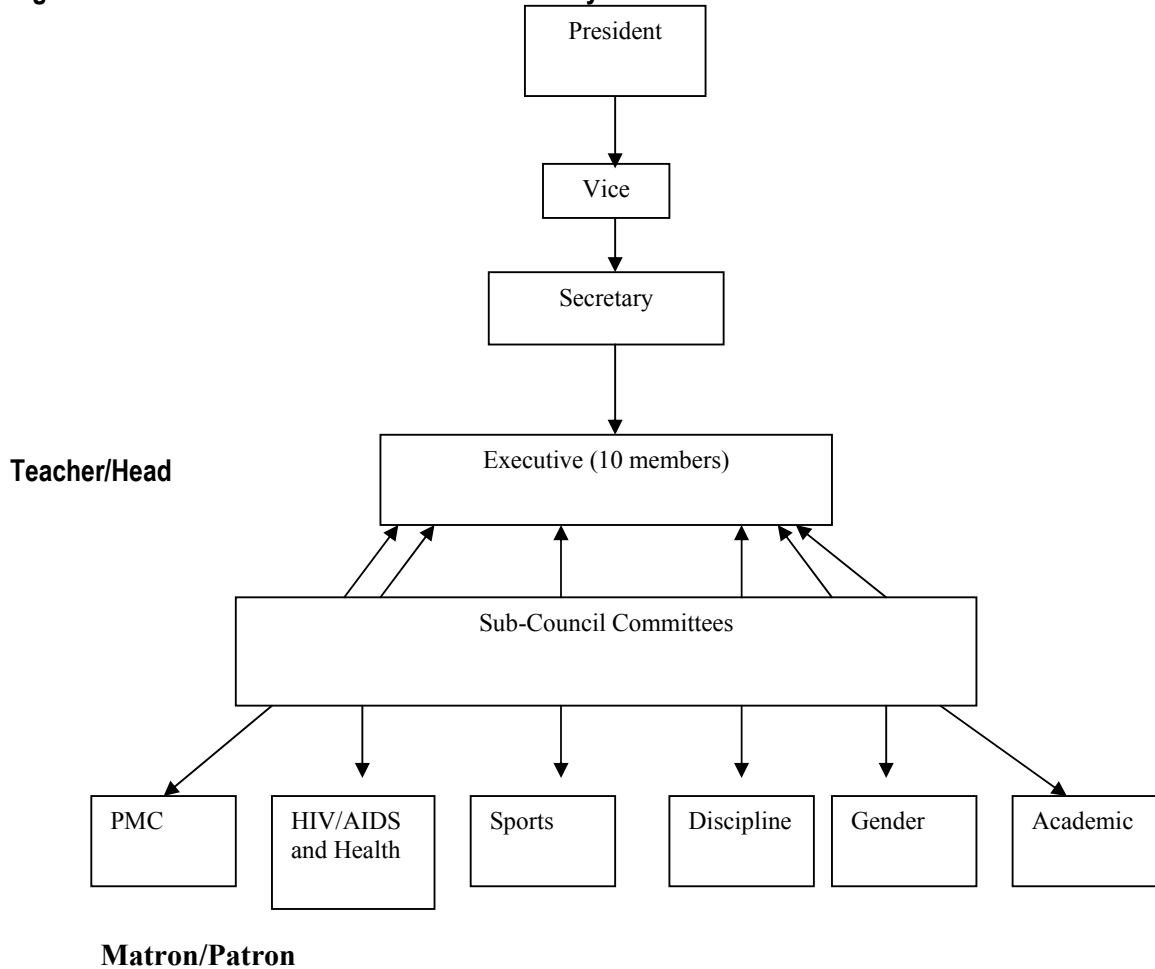 President
Vice
Secretary
Executive (10 members)
Teacher/Head
Sub-Council Committees
PMC
HIV/AIDS
and Health
Sports
Discipline
Gender
Academic
Matron/Patron